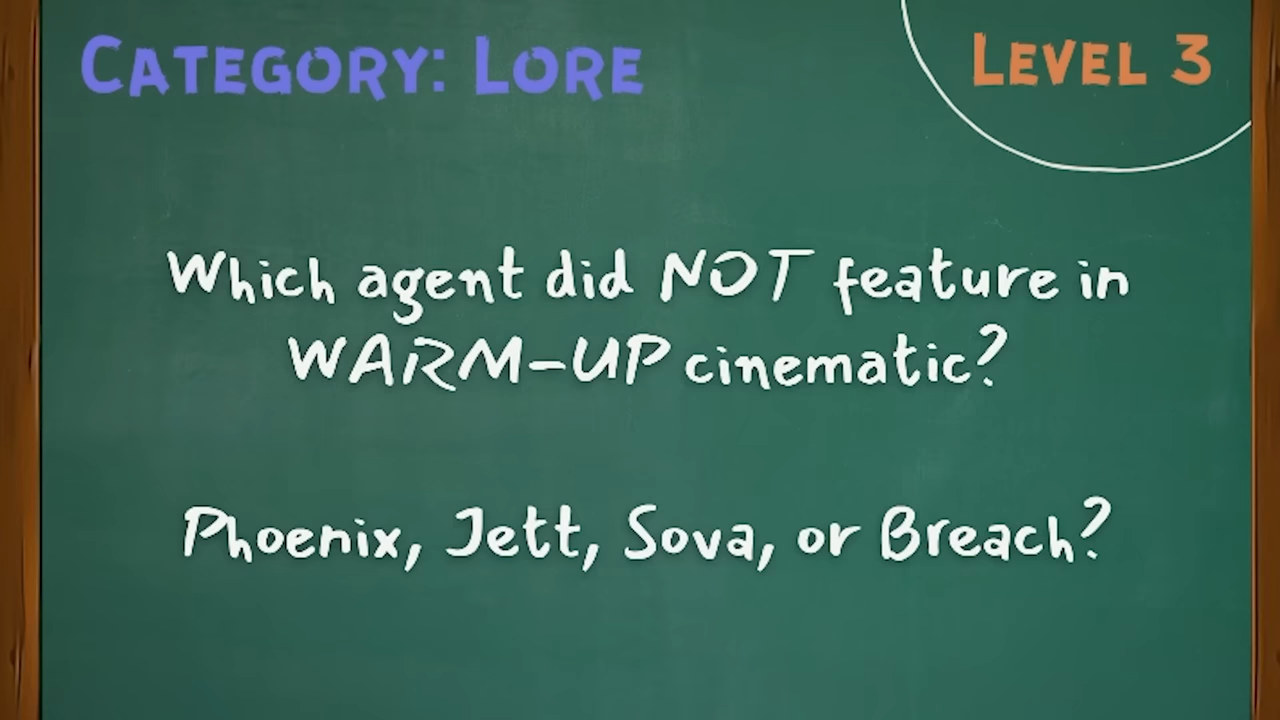 Category: Lore
Level 3
Which agent did NOT feature in
WARM-UP cinematic?
Phoenix, Jett, Sova, or Breach?